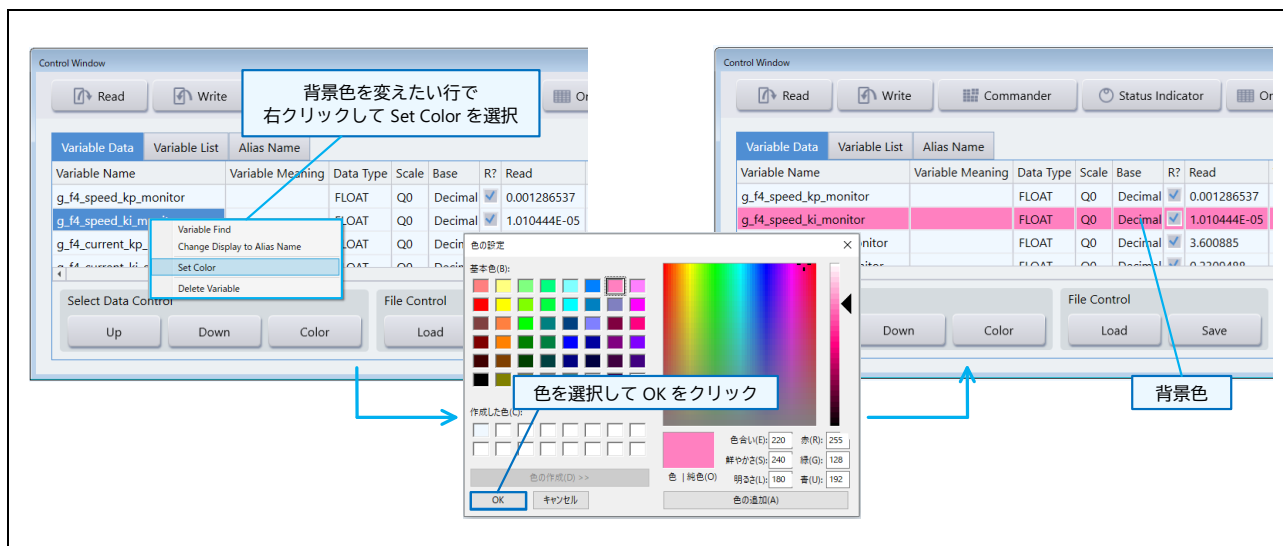 Control Window
Read
Write
背景色を変えたい行で
右クリックして Set Color を選択
Or
Variable Data
Variable List
Alias Name
Variable Name Variable Meaning Data Type Scale Base R? Read
g_f4_speed_kp_monitor FLOAT Q0 Decimal 0.001286537
g_f4_speed_ki_m FLOAT Q0 Decimal 1.010444E-05
g_f4_current_kp_
Variable Find
Change Display to Alias Name
Set Color
Delete Variable
Select Data Control
File Control
Up
Down
Color
Load
色の設定
基本色(B):
色を選択して OK をクリック
作成した色(C):
色の作成(D) >>
OK
キャンセル
色 | 純色(O)
色合い(E): 220 赤(R): 255
鮮やかさ(S): 240 緑(G): 128
明るさ(L): 180 青(U): 192
色の追加(A)
Control Window
Read
Write
Commander
Status Indicator
Or
Variable Data
Variable List
Alias Name
Variable Name Variable Meaning Data Type Scale Base R? Read
g_f4_speed_kp_monitor FLOAT Q0 Decimal 0.001286537
g_f4_speed_ki_monitor FLOAT Q0 Decimal 1.010444E-05
nitor FLOAT Q0 Decimal 3.600885
File Control
Down
Color
Load
Save
背景色